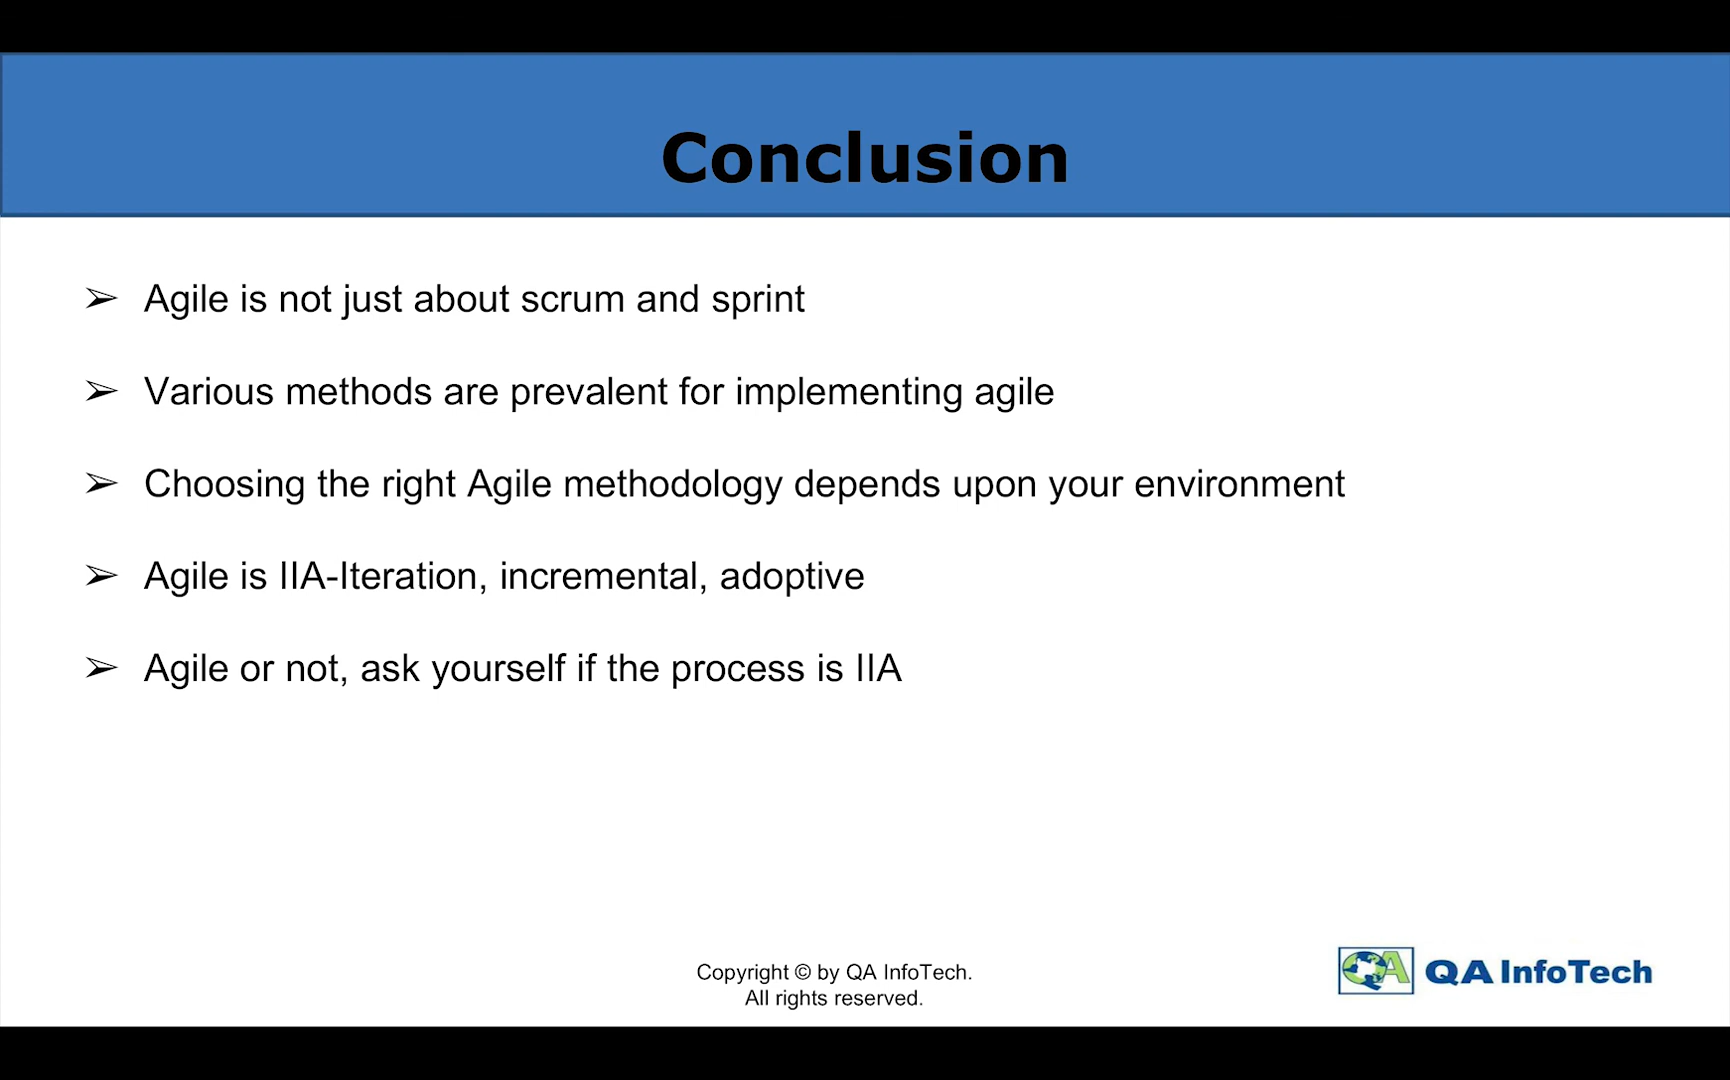 Conclusion
➢ Agile is not just about scrum and sprint
➢ Various methods are prevalent for implementing agile
➢ Choosing the right Agile methodology depends upon your environment
➢ Agile is IIA-Iteration, incremental, adoptive
➢ Agile or not, ask yourself if the process is IIA
Copyright © by QA InfoTech.
All rights reserved.
QA QA InfoTech